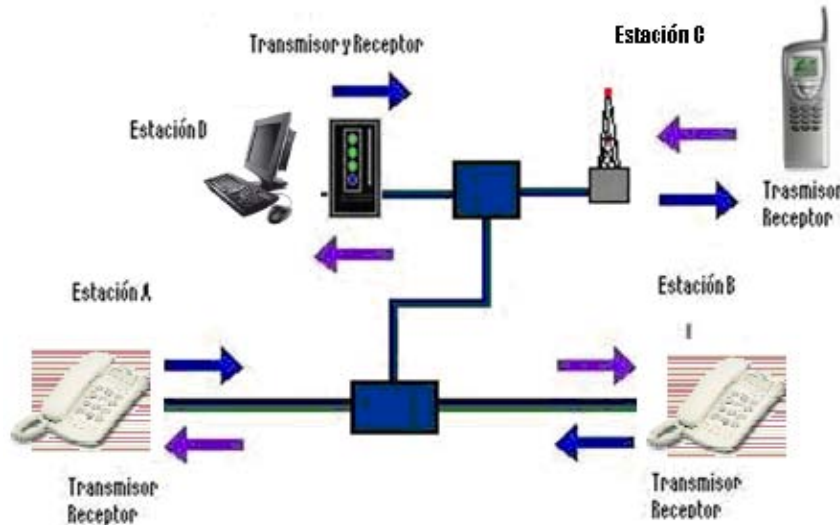 Transmisor y Receptor
Estación C
Estación D
Trasmisor
Receptor
Estación A
Estación B
Transmisor
Receptor
Transmisor
Receptor